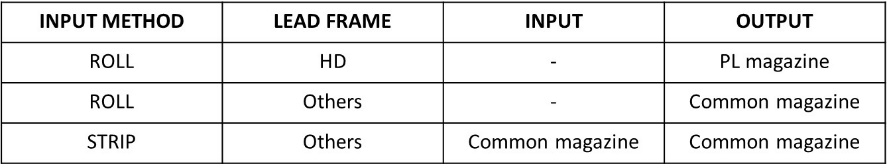 INPUT METHOD LEAD FRAME INPUT OUTPUT
ROLL HD - PL magazine
ROLL Others - Common magazine
STRIP Others Common magazine Common magazine